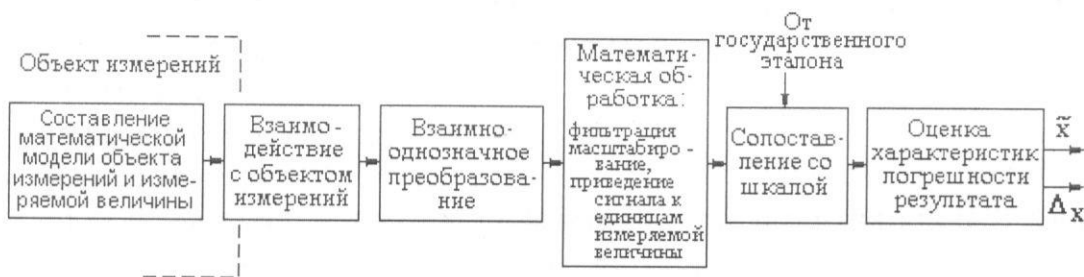 Объект измерений
Составление
математической
модели объекта
измерений и изме-
ряемой величины
Взаимо-
действие
с объектом
измерений
Взаимно-
однозначное
преобразова-
ние
Математи-
ческая об-
работка:
фильтрация
масштабиро-
вание,
приведение
сигнала к
единицам
измеряемой
величины
От
государственного
эталона
Сопостав-
ление со
шкалой
Оценка
характеристик
погрешности
результата
x̃
Δx